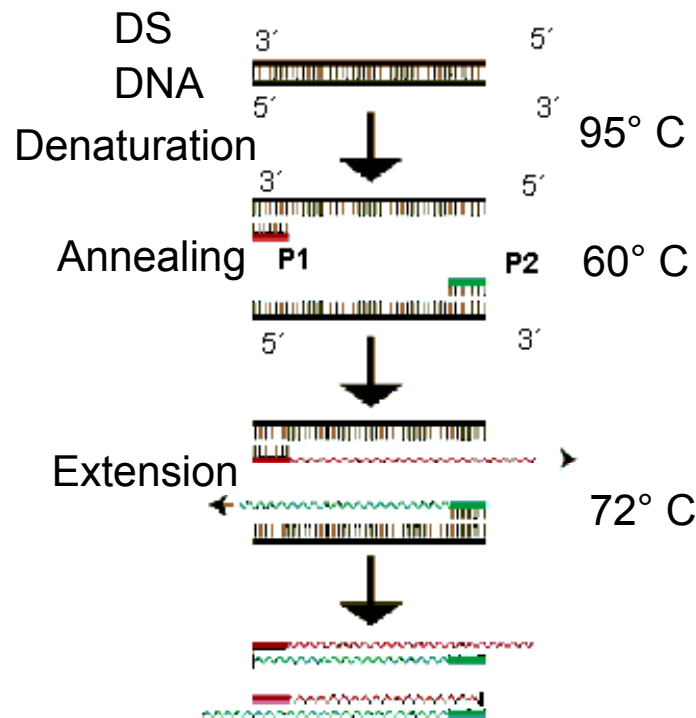 DS 3´ 5´
DNA
5´ 3´
Denaturation 95° C
3´ 5´
Annealing P1 P2 60° C
5´ 3´
Extension
72° C